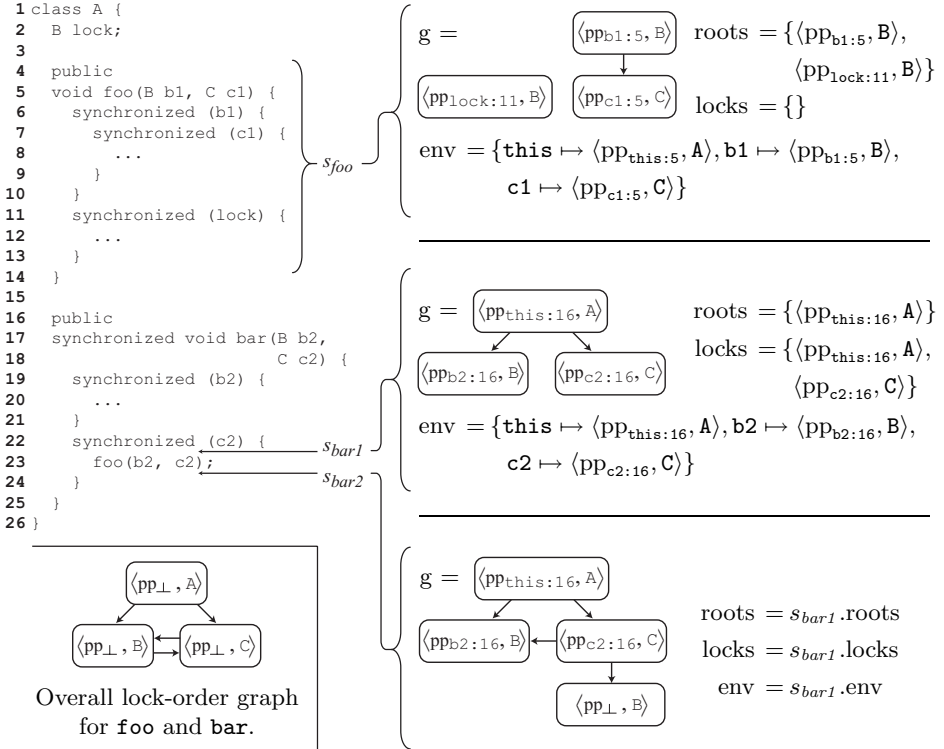 1 class A {
2 B lock;
3
4 public
5 void foo(B b1, C c1) {
6 synchronized (b1) {
7 synchronized (c1) {
8 ...
9 }
10 }
11 synchronized (lock) {
12 ...
13 }
14 }
15
16 public
17 synchronized void bar(B b2,
18 C c2) {
19 synchronized (b2) {
20 ...
21 }
22 synchronized (c2) {
23 foo(b2, c2);
24 }
25 }
26 }
s_foo
s_bar1
s_bar2
g =
⟨pp_b1:5, B⟩
roots = {⟨pp_b1:5, B⟩,
⟨pp_lock:11, B⟩}
⟨pp_lock:11, B⟩
⟨pp_c1:5, C⟩
locks = {}
env = {this ↦ ⟨pp_this:5, A⟩, b1 ↦ ⟨pp_b1:5, B⟩,
c1 ↦ ⟨pp_c1:5, C⟩}
g = ⟨pp_this:16, A⟩
roots = {⟨pp_this:16, A⟩}
⟨pp_b2:16, B⟩
⟨pp_c2:16, C⟩
locks = {⟨pp_this:16, A⟩,
⟨pp_c2:16, C⟩}
env = {this ↦ ⟨pp_this:16, A⟩, b2 ↦ ⟨pp_b2:16, B⟩,
c2 ↦ ⟨pp_c2:16, C⟩}
g = ⟨pp_this:16, A⟩
⟨pp_b2:16, B⟩
⟨pp_c2:16, C⟩
⟨pp_⊥, B⟩
roots = s_bar1.roots
locks = s_bar1.locks
env = s_bar1.env
⟨pp_⊥, A⟩
⟨pp_⊥, B⟩
⟨pp_⊥, C⟩
Overall lock-order graph
for foo and bar.